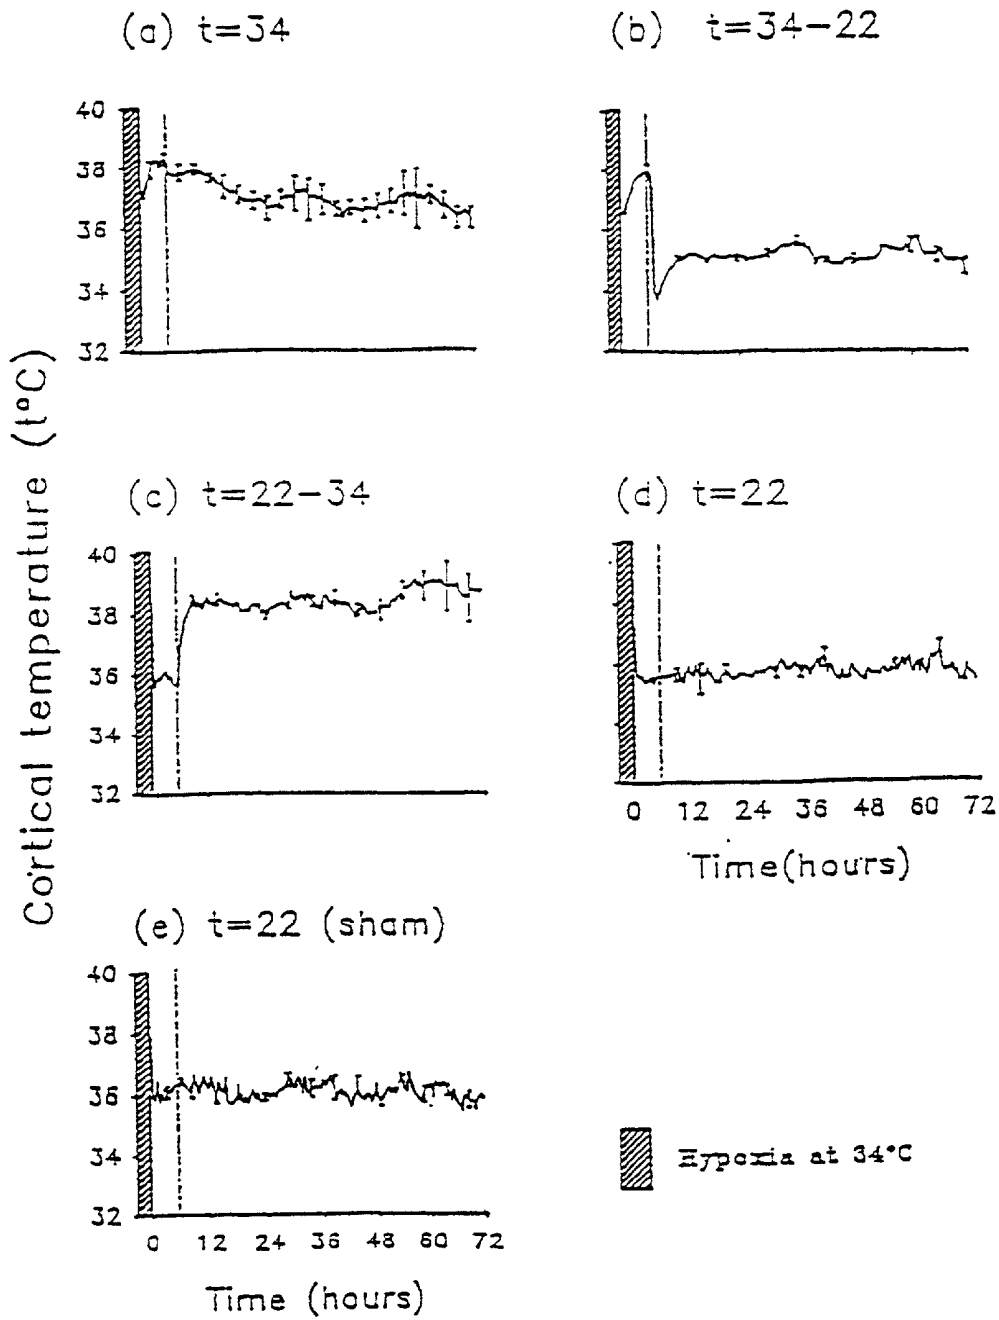 (a) t=34
(b) t=34-22
40
38
36
34
32
Cortical temperature (t°C)
(c) t=22-34
(d) t=22
40
38
36
34
32
0 12 24 36 48 60 72
Time(hours)
(e) t=22 (sham)
40
38
36
34
32
0 12 24 36 48 60 72
Time (hours)
Hypoxia at 34°C